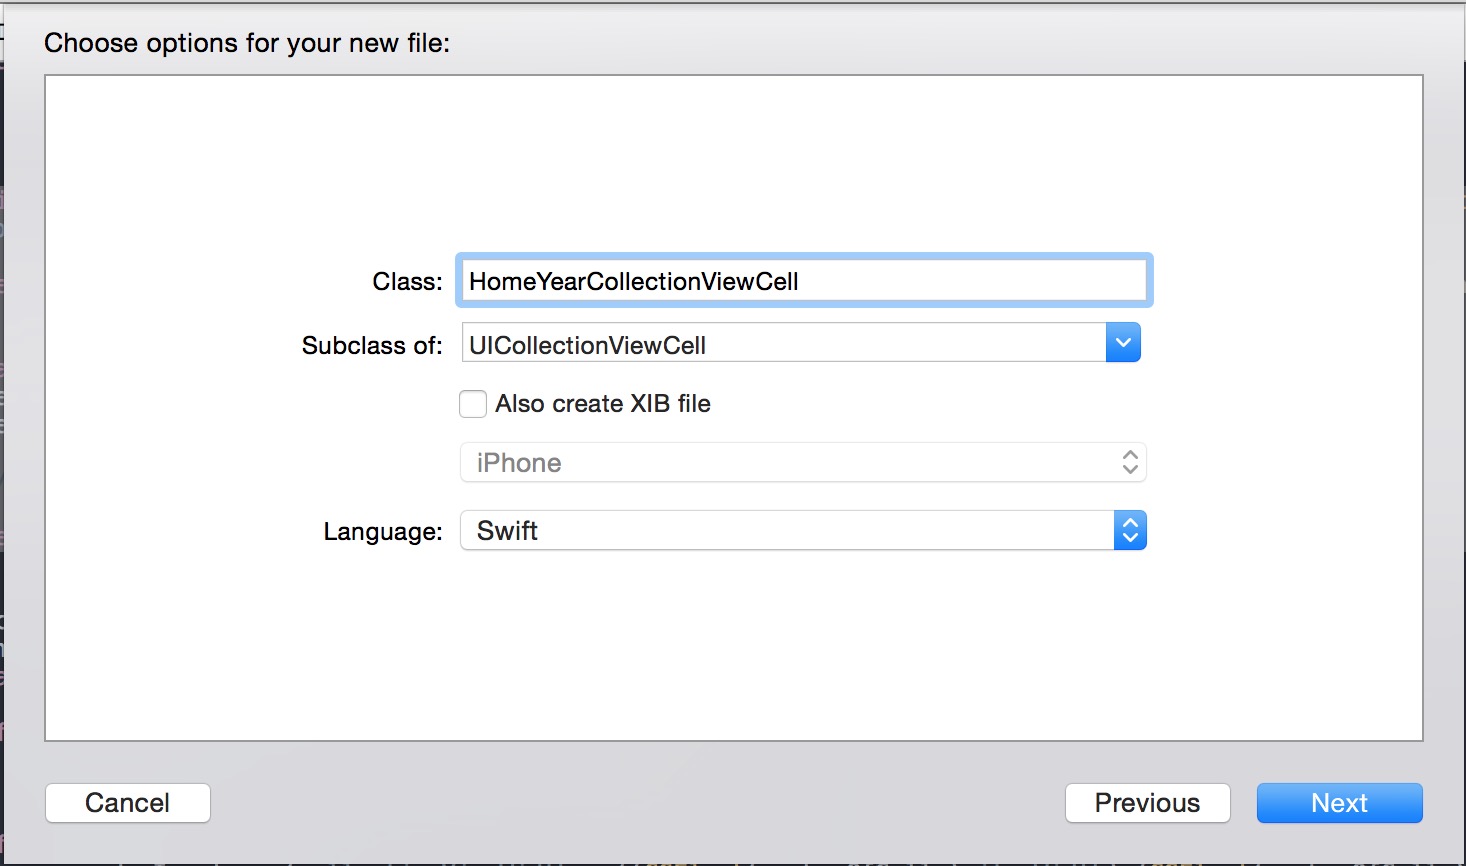 Choose options for your new file:
Class: HomeYearCollectionViewCell
Subclass of: UICollectionViewCell
Also create XIB file
iPhone
Language: Swift
Cancel Previous Next